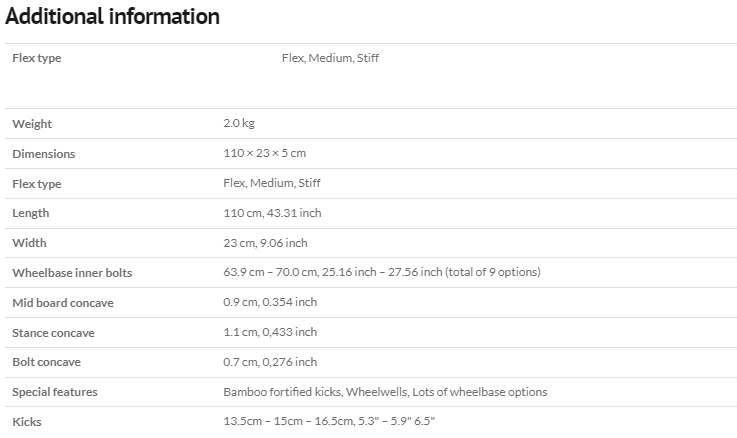 Additional information
Flex type Flex, Medium, Stiff
Weight 2.0 kg
Dimensions 110 × 23 × 5 cm
Flex type Flex, Medium, Stiff
Length 110 cm, 43.31 inch
Width 23 cm, 9.06 inch
Wheelbase inner bolts 63.9 cm – 70.0 cm, 25.16 inch – 27.56 inch (total of 9 options)
Mid board concave 0.9 cm, 0.354 inch
Stance concave 1.1 cm, 0,433 inch
Bolt concave 0.7 cm, 0,276 inch
Special features Bamboo fortified kicks, Wheelwells, Lots of wheelbase options
Kicks 13.5cm – 15cm – 16.5cm, 5.3" – 5.9" 6.5"